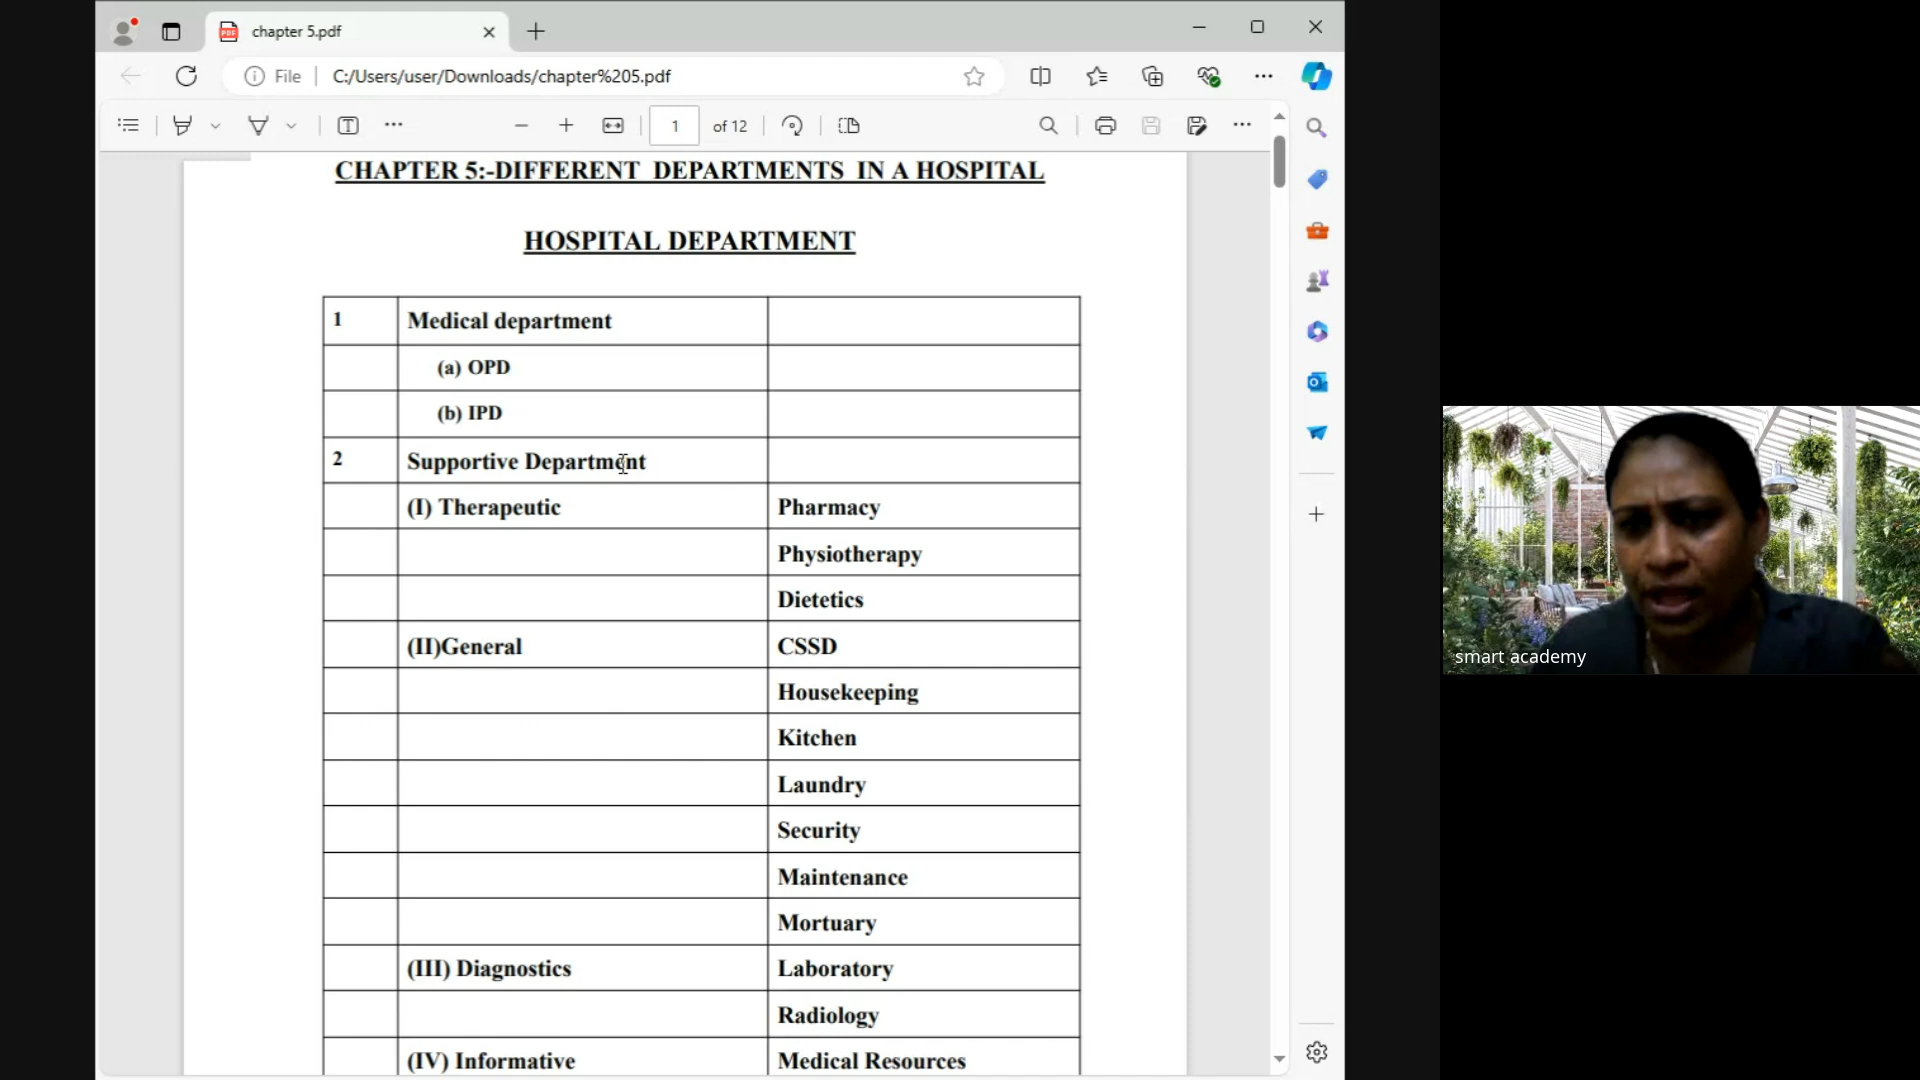 chapter 5.pdf
File
C:/Users/user/Downloads/chapter%205.pdf
1 of 12
CHAPTER 5:-DIFFERENT DEPARTMENTS IN A HOSPITAL
HOSPITAL DEPARTMENT
1 Medical department
(a) OPD
(b) IPD
2 Supportive Department
(I) Therapeutic Pharmacy
Physiotherapy
Dietetics
(II)General CSSD
Housekeeping
Kitchen
Laundry
Security
Maintenance
Mortuary
(III) Diagnostics Laboratory
Radiology
(IV) Informative Medical Resources
smart academy